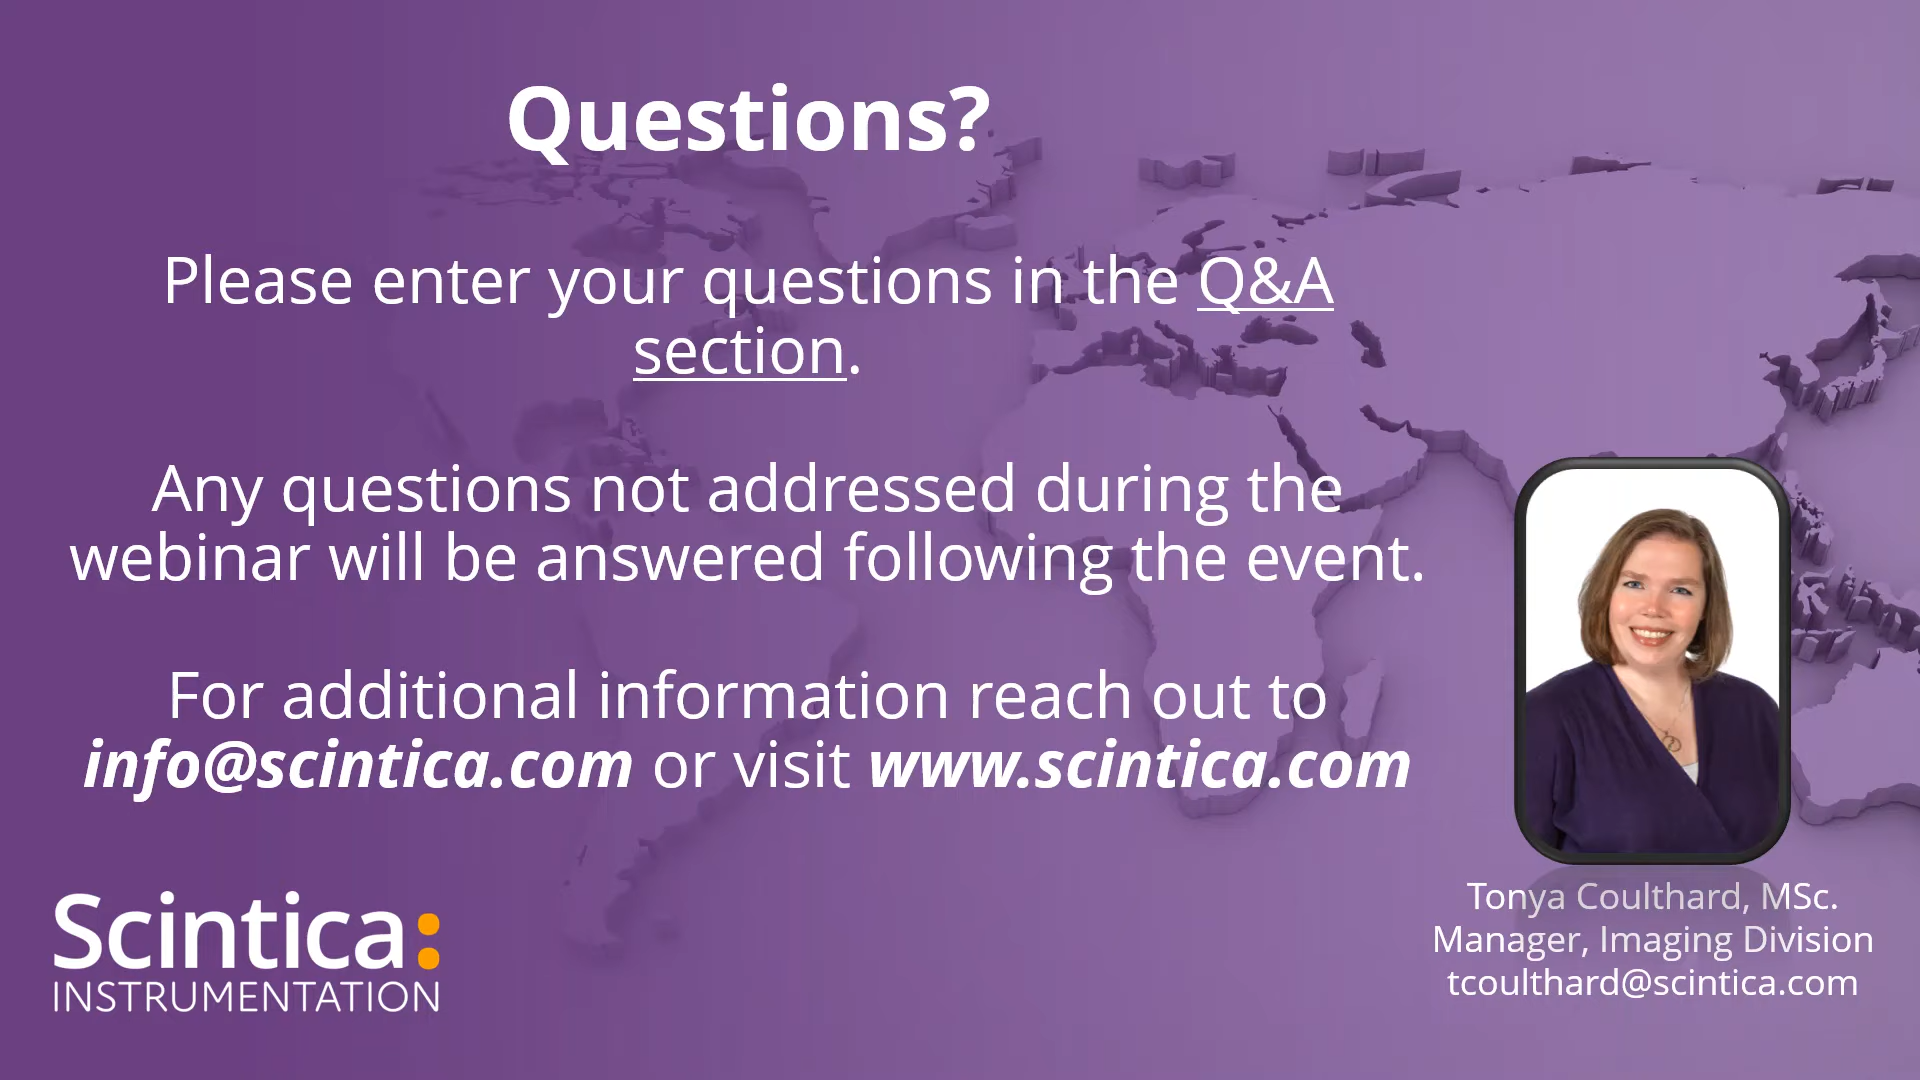 Questions?
Please enter your questions in the Q&A
section.
Any questions not addressed during the
webinar will be answered following the event.
For additional information reach out to
info@scintica.com or visit www.scintica.com
Scintica:
INSTRUMENTATION
Tonya Coulthard, MSc.
Manager, Imaging Division
tcoulthard@scintica.com